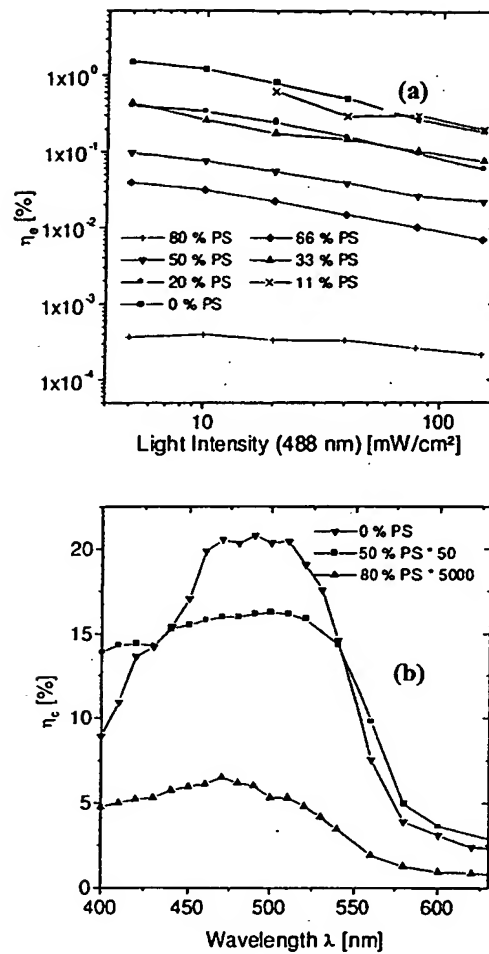 (a)
1x10⁰
1x10⁻¹
1x10⁻²
1x10⁻³
1x10⁻⁴
ηe [%]
80 % PS
66 % PS
50 % PS
33 % PS
20 % PS
11 % PS
0 % PS
10
100
Light Intensity (488 nm) [mW/cm²]
0 % PS
50 % PS * 50
80 % PS * 5000
(b)
20
15
10
5
0
ηc [%]
400
450
500
550
600
Wavelength λ [nm]